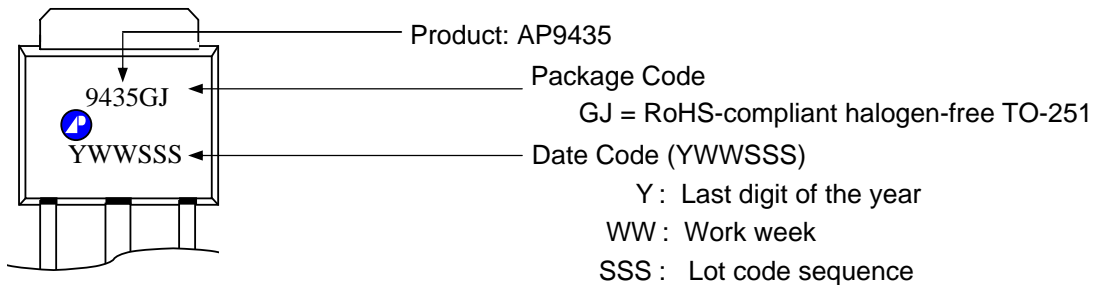 Product: AP9435
Package Code
9435GJ
GJ = RoHS-compliant halogen-free TO-251
YWWSSS
Date Code (YWWSSS)
Y : Last digit of the year
WW : Work week
SSS : Lot code sequence